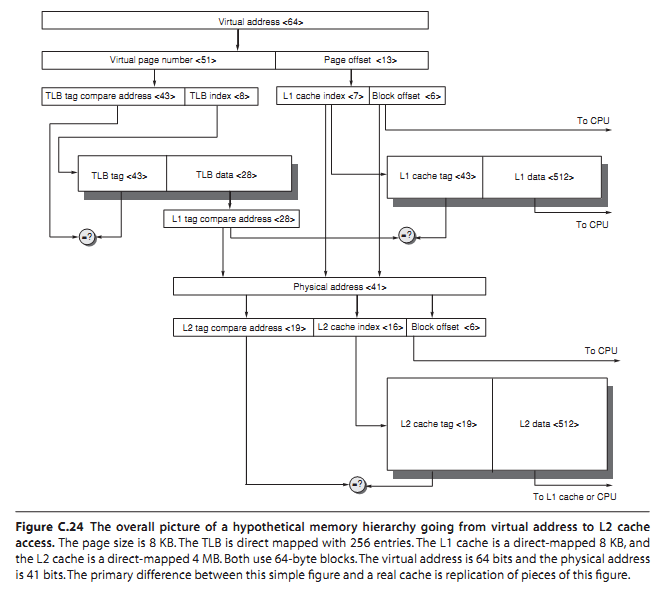 Virtual address <64>
Virtual page number <51> Page offset <13>
TLB tag compare address <43> TLB index <8> L1 cache index <7> Block offset <6>
To CPU
TLB tag <43> TLB data <28> L1 cache tag <43> L1 data <512>
L1 tag compare address <28>
To CPU
=? =?
Physical address <41>
L2 tag compare address <19> L2 cache index <16> Block offset <6>
To CPU
L2 cache tag <19> L2 data <512>
=?
To L1 cache or CPU
Figure C.24 The overall picture of a hypothetical memory hierarchy going from virtual address to L2 cache
access. The page size is 8 KB. The TLB is direct mapped with 256 entries. The L1 cache is a direct-mapped 8 KB, and
the L2 cache is a direct-mapped 4 MB. Both use 64-byte blocks. The virtual address is 64 bits and the physical address
is 41 bits. The primary difference between this simple figure and a real cache is replication of pieces of this figure.